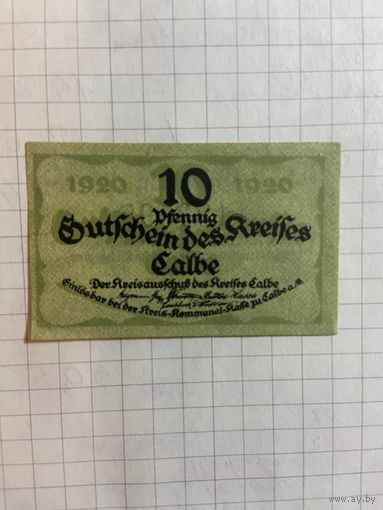 1920 10 1920
Pfennig
Gutschein des Kreises
Calbe
Der Kreisausschuß des Kreises Calbe
Einlösbar bei der Kreis-Kommunal-Kasse zu Calbe a. S.
www.ay.by